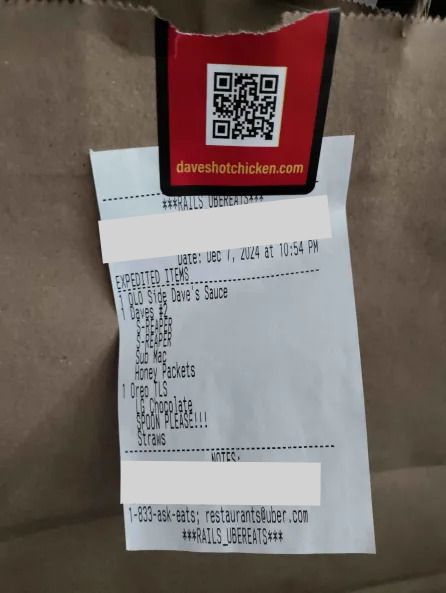 daveshotchicken.com
***RAILS_UBEREATS***
Date: Dec 7, 2024 at 10:54 PM
EXPEDITED ITEMS
1 OLO Side Dave's Sauce
1 Daves #2
S-REAPER
S-REAPER
Sub Mac
Honey Packets
1 Oreo TLS
LG Chocolate
SPOON PLEASE!!!
Straws
NOTES:
1-833-ask-eats; restaurants@uber.com
***RAILS_UBEREATS***